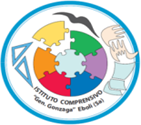 ISTITUTO COMPRENSIVO
"Gen. Gonzaga" Eboli (Sa)